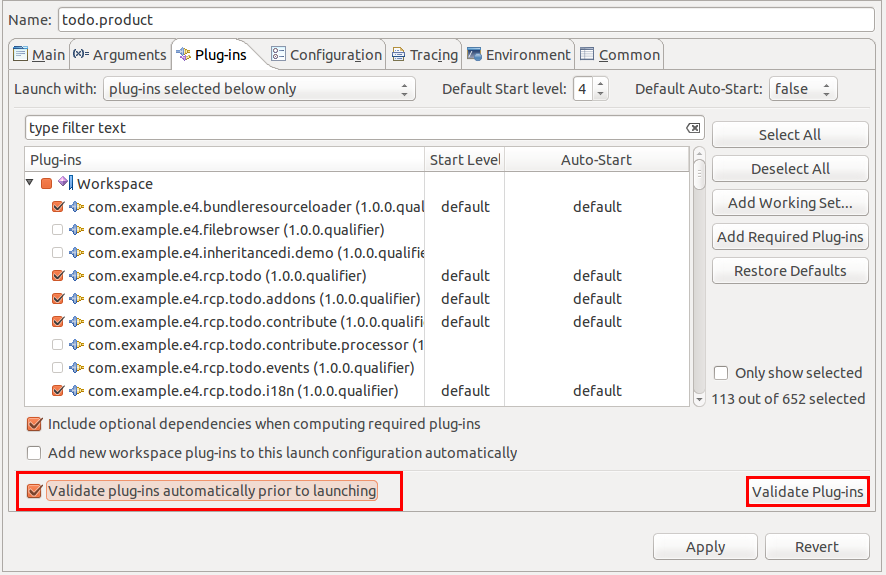 Name: todo.product
Main Arguments Plug-ins Configuration Tracing Environment Common
Launch with: plug-ins selected below only Default Start level: 4 Default Auto-Start: false
type filter text
Select All
Plug-ins Start Level Auto-Start
Deselect All
Workspace
Add Working Set...
com.example.e4.bundleresourceloader (1.0.0.qual default default
com.example.e4.filebrowser (1.0.0.qualifier)
Add Required Plug-ins
com.example.e4.inheritancedi.demo (1.0.0.qualifie
Restore Defaults
com.example.e4.rcp.todo (1.0.0.qualifier) default default
com.example.e4.rcp.todo.addons (1.0.0.qualifier) default default
com.example.e4.rcp.todo.contribute (1.0.0.qualifi default default
com.example.e4.rcp.todo.contribute.processor (1
com.example.e4.rcp.todo.events (1.0.0.qualifier)
Only show selected
com.example.e4.rcp.todo.i18n (1.0.0.qualifier) default default
113 out of 652 selected
Include optional dependencies when computing required plug-ins
Add new workspace plug-ins to this launch configuration automatically
Validate plug-ins automatically prior to launching
Validate Plug-ins
Apply Revert